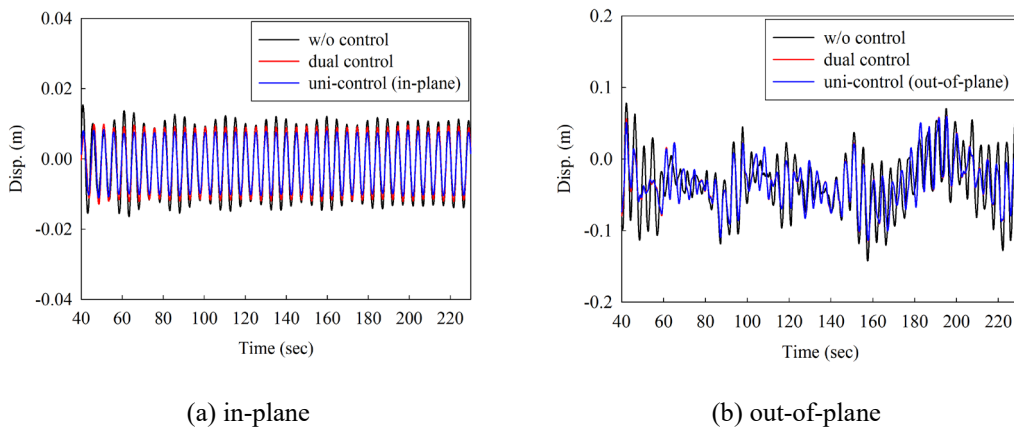 0.04
0.02
0.00
-0.02
-0.04
Disp. (m)
w/o control
dual control
uni-control (in-plane)
40 60 80 100 120 140 160 180 200 220
Time (sec)
(a) in-plane
0.2
0.1
0.0
-0.1
-0.2
Disp. (m)
w/o control
dual control
uni-control (out-of-plane)
40 60 80 100 120 140 160 180 200 220
Time (sec)
(b) out-of-plane